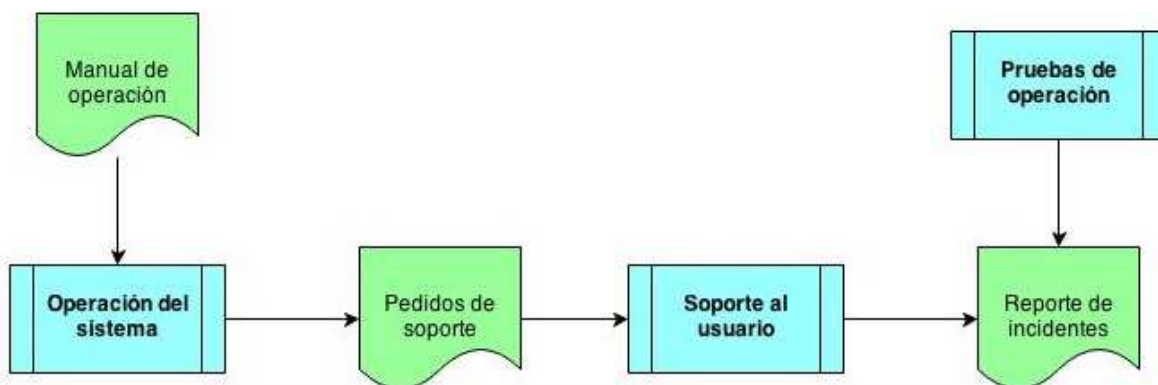 Manual de
operación
Pruebas de
operación
Operación del
sistema
Pedidos de
soporte
Soporte al
usuario
Reporte de
incidentes